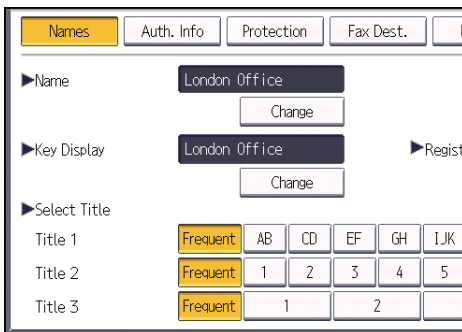 Names Auth. Info Protection Fax Dest.
▶Name London Office
Change
▶Key Display London Office ▶Regist
Change
▶Select Title
Title 1 Frequent AB CD EF GH IJK
Title 2 Frequent 1 2 3 4 5
Title 3 Frequent 1 2